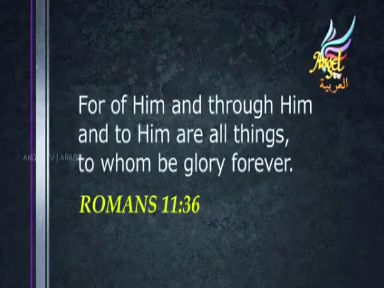 Angel
العربية
For of Him and through Him
and to Him are all things,
to whom be glory forever.
ROMANS 11:36